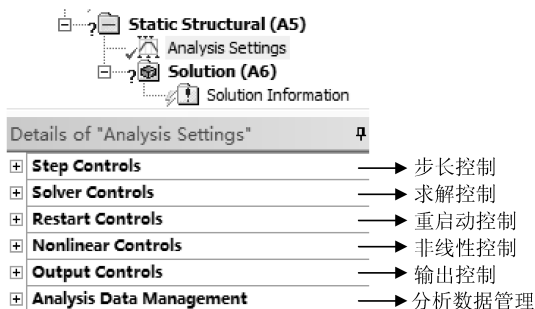 Static Structural (A5)
Analysis Settings
Solution (A6)
Solution Information
Details of "Analysis Settings"
Step Controls 步长控制
Solver Controls 求解控制
Restart Controls 重启动控制
Nonlinear Controls 非线性控制
Output Controls 输出控制
Analysis Data Management 分析数据管理